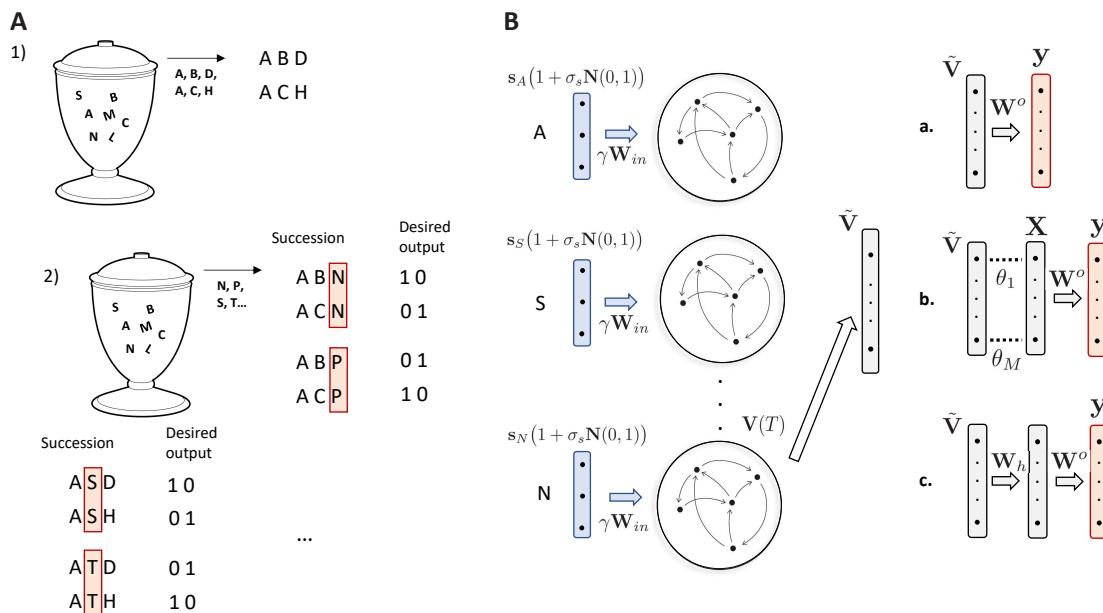 A
1)
S
B
A
M
C
N
L
A, B, D,
A, C, H
A B D
A C H
2)
S
B
A
M
C
N
L
N, P,
S, T...
Succession
Desired
output
A B N
1 0
A C N
0 1
A B P
0 1
A C P
1 0
Succession
Desired
output
A S D
1 0
A S H
0 1
A T D
0 1
A T H
1 0
...
B
s_A(1 + σ_s N(0, 1))
A
γW_in
s_S(1 + σ_s N(0, 1))
S
γW_in
s_N(1 + σ_s N(0, 1))
N
γW_in
V(T)
Ṽ
a.
Ṽ
W^o
y
b.
Ṽ
θ_1
θ_M
X
W^o
y
c.
Ṽ
W_h
W^o
y